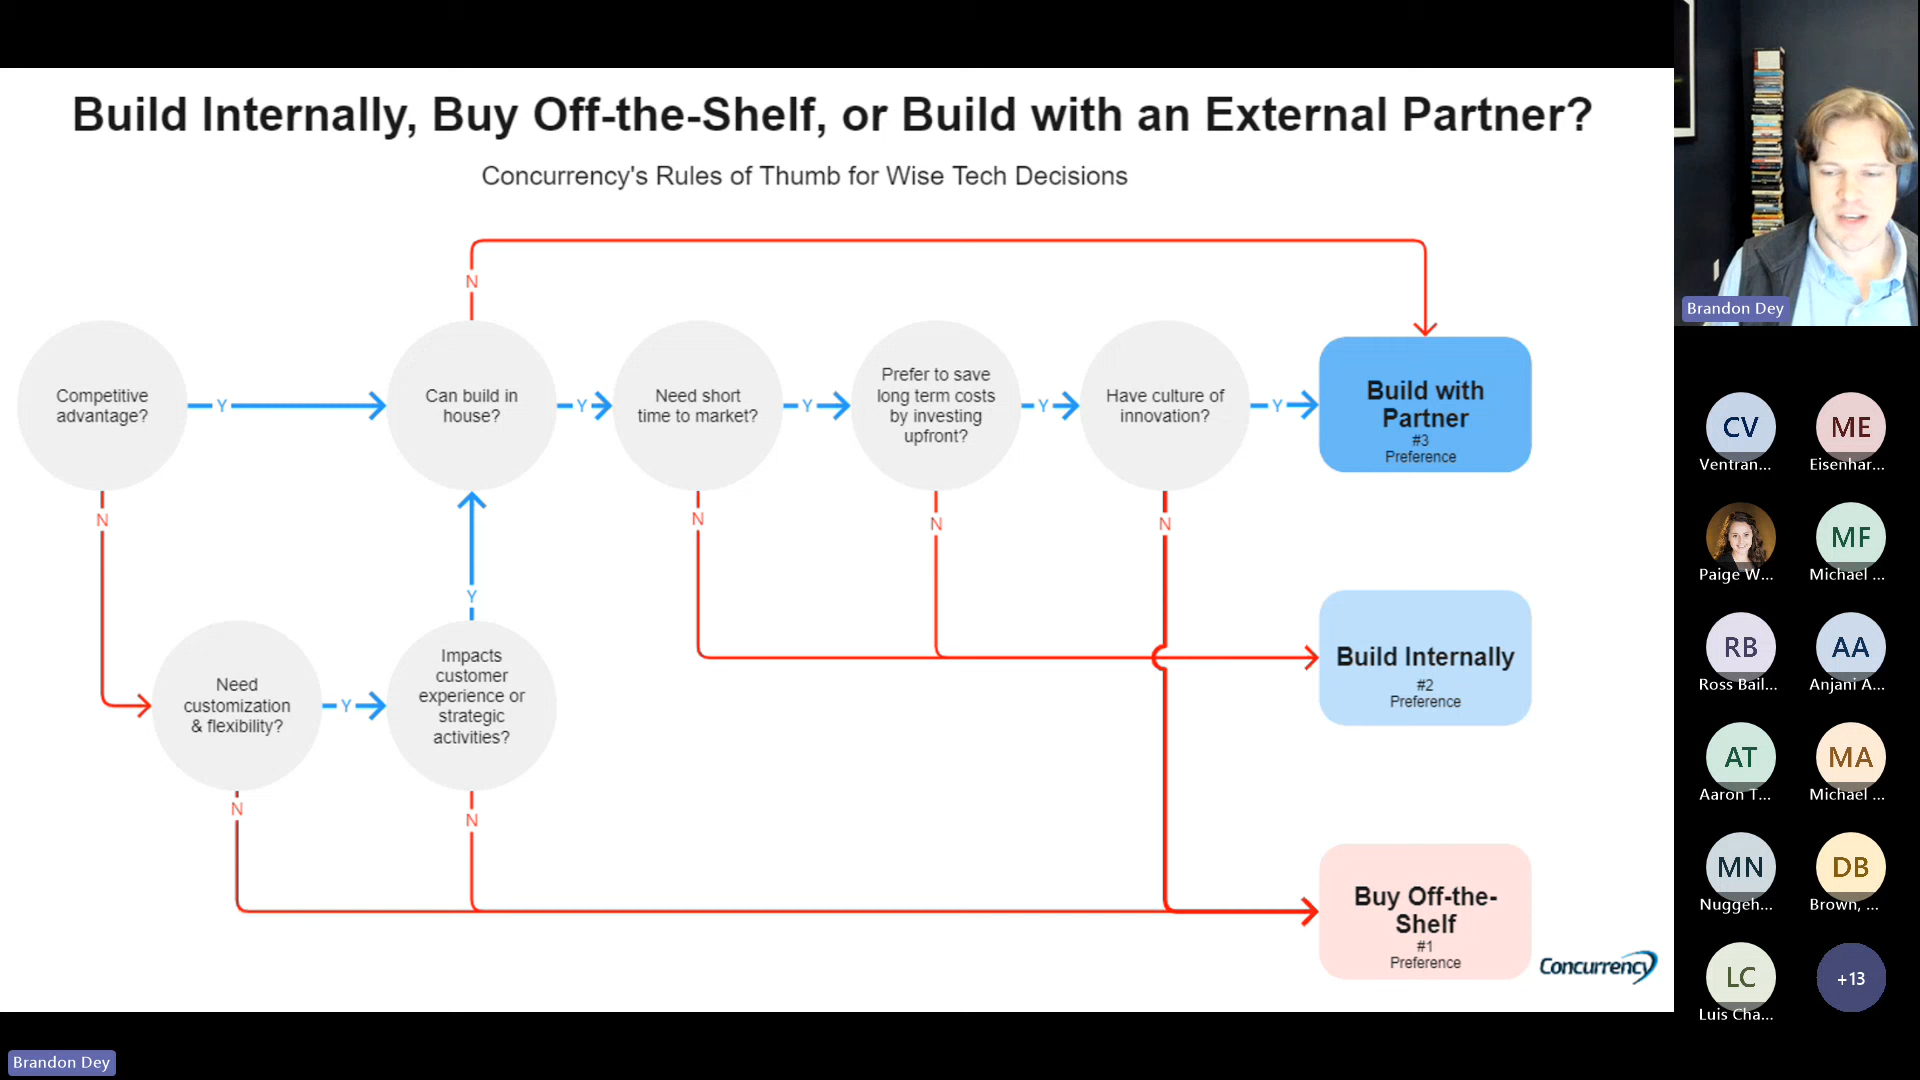 Build Internally, Buy Off-the-Shelf, or Build with an External Partner?
Concurrency's Rules of Thumb for Wise Tech Decisions
N
Competitive
advantage?
Y
Can build in
house?
Y
Need short
time to market?
Y
Prefer to save
long term costs
by investing
upfront?
Y
Have culture of
innovation?
Y
Build with
Partner
#3
Preference
N
N
N
N
Y
Need
customization
& flexibility?
Y
Impacts
customer
experience or
strategic
activities?
Build Internally
#2
Preference
N
N
Buy Off-the-
Shelf
#1
Preference
Concurrency
Brandon Dey
CV
Ventran...
ME
Eisenhar...
Paige W...
MF
Michael ...
RB
Ross Bail...
AA
Anjani A...
AT
Aaron T...
MA
Michael ...
MN
Nuggeh...
DB
Brown, ...
LC
Luis Cha...
+13
Brandon Dey